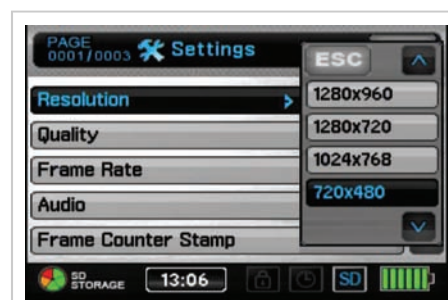 PAGE
0001/0003 Settings
ESC
Resolution
1280x960
Quality
1280x720
Frame Rate
1024x768
Audio
720x480
Frame Counter Stamp
SD
STORAGE
13:06
SD